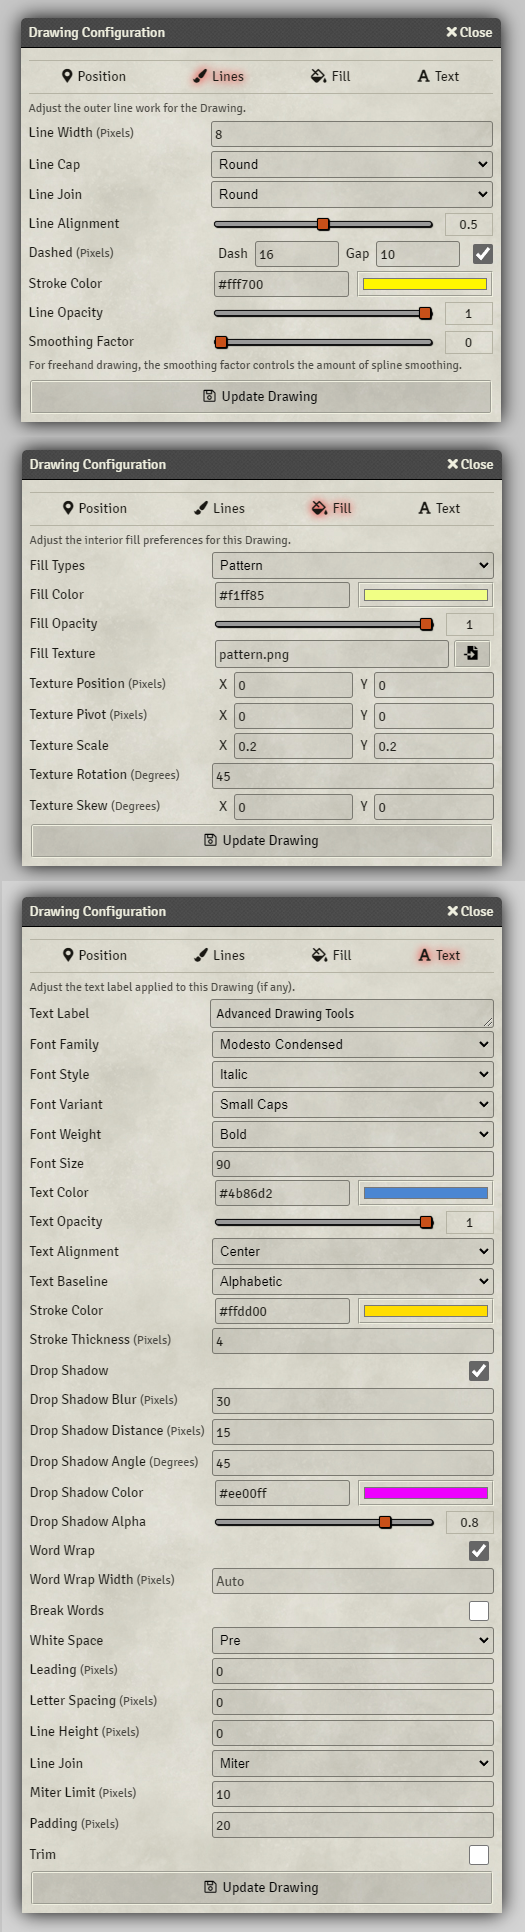 Drawing Configuration Close
Position Lines Fill Text
Adjust the outer line work for the Drawing.
Line Width (Pixels) 8
Line Cap Round
Line Join Round
Line Alignment 0.5
Dashed (Pixels) Dash 16 Gap 10
Stroke Color #fff700
Line Opacity 1
Smoothing Factor 0
For freehand drawing, the smoothing factor controls the amount of spline smoothing.
Update Drawing
Drawing Configuration Close
Position Lines Fill Text
Adjust the interior fill preferences for this Drawing.
Fill Types Pattern
Fill Color #f1ff85
Fill Opacity 1
Fill Texture pattern.png
Texture Position (Pixels) X 0 Y 0
Texture Pivot (Pixels) X 0 Y 0
Texture Scale X 0.2 Y 0.2
Texture Rotation (Degrees) 45
Texture Skew (Degrees) X 0 Y 0
Update Drawing
Drawing Configuration Close
Position Lines Fill Text
Adjust the text label applied to this Drawing (if any).
Text Label Advanced Drawing Tools
Font Family Modesto Condensed
Font Style Italic
Font Variant Small Caps
Font Weight Bold
Font Size 90
Text Color #4b86d2
Text Opacity 1
Text Alignment Center
Text Baseline Alphabetic
Stroke Color #ffdd00
Stroke Thickness (Pixels) 4
Drop Shadow
Drop Shadow Blur (Pixels) 30
Drop Shadow Distance (Pixels) 15
Drop Shadow Angle (Degrees) 45
Drop Shadow Color #ee00ff
Drop Shadow Alpha 0.8
Word Wrap
Word Wrap Width (Pixels) Auto
Break Words
White Space Pre
Leading (Pixels) 0
Letter Spacing (Pixels) 0
Line Height (Pixels) 0
Line Join Miter
Miter Limit (Pixels) 10
Padding (Pixels) 20
Trim
Update Drawing